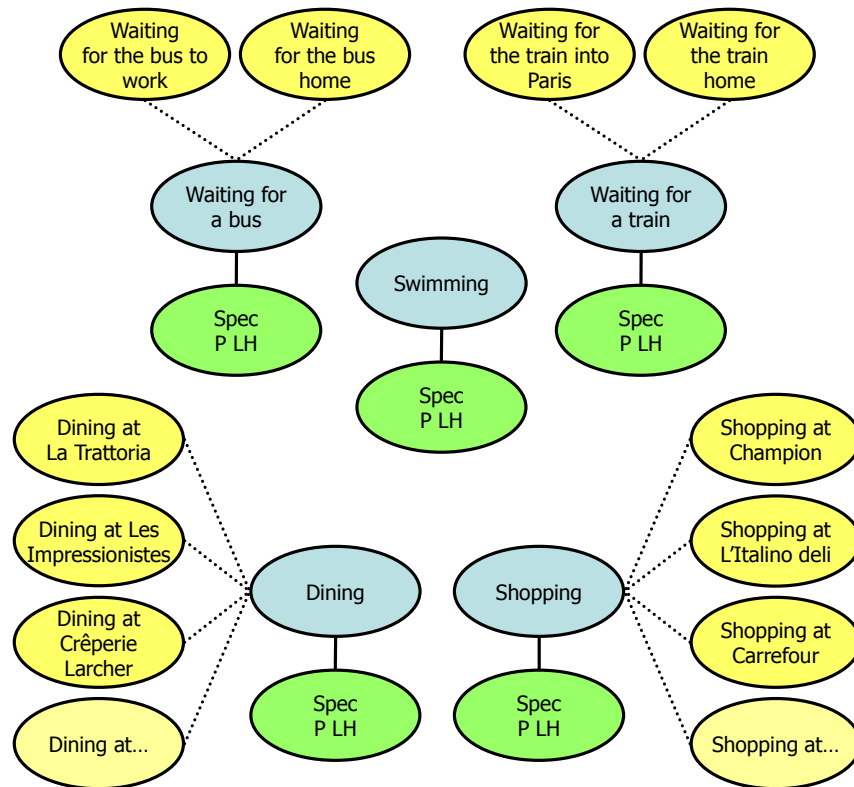 Waiting
for the bus to
work
Waiting
for the bus
home
Waiting for
the train into
Paris
Waiting for
the train
home
Waiting for
a bus
Waiting for
a train
Swimming
Spec
P LH
Spec
P LH
Spec
P LH
Dining at
La Trattoria
Dining at Les
Impressionistes
Dining at
Crêperie
Larcher
Dining at…
Dining
Spec
P LH
Shopping
Spec
P LH
Shopping at
Champion
Shopping at
L'Italino deli
Shopping at
Carrefour
Shopping at…